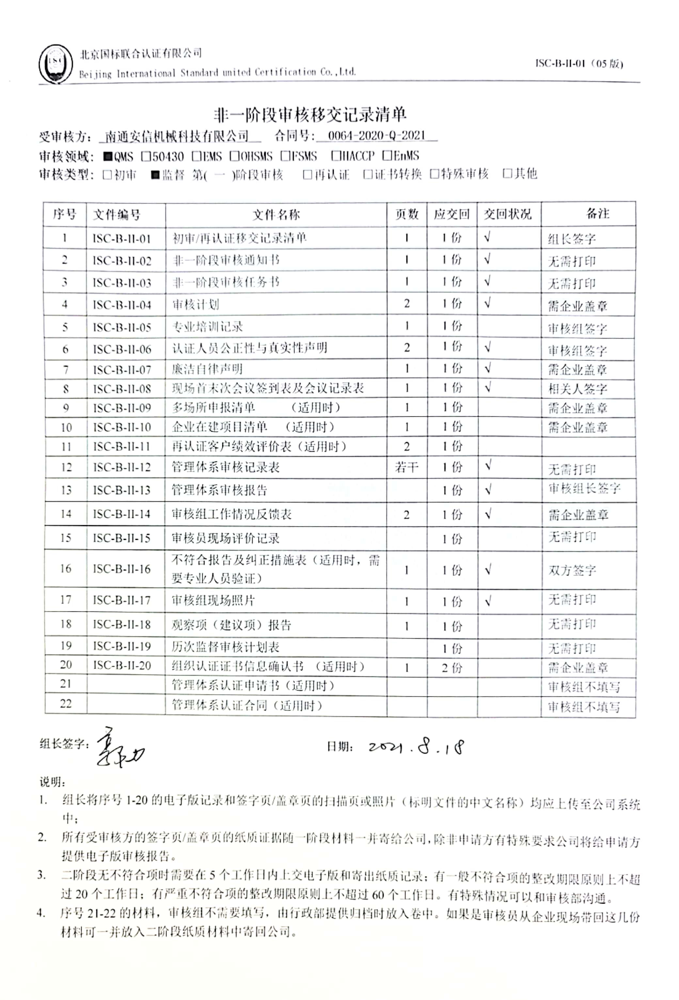 北京国标联合认证有限公司
Beijing International Standard united Certification Co.,Ltd.
ISC-B-II-01（05版)
非一阶段审核移交记录清单
受审核方：南通安信机械科技有限公司 合同号：0064-2020-Q-2021
审核领域：■QMS □50430 □EMS □OHSMS □FSMS □HACCP □EnMS
审核类型：□初审 ■监督 第( 一 )阶段审核 □再认证 □证书转换 □特殊审核 □其他
序号 文件编号 文件名称 页数 应交回 交回状况 备注
1 ISC-B-II-01 初审/再认证移交记录清单 1 1份 √ 组长签字
2 ISC-B-II-02 非一阶段审核通知书 1 1份 √ 无需打印
3 ISC-B-II-03 非一阶段审核任务书 1 1份 √ 无需打印
4 ISC-B-II-04 审核计划 2 1份 √ 需企业盖章
5 ISC-B-II-05 专业培训记录 1 1份 审核组签字
6 ISC-B-II-06 认证人员公正性与真实性声明 2 1份 √ 审核组签字
7 ISC-B-II-07 廉洁自律声明 1 1份 √ 需企业盖章
8 ISC-B-II-08 现场首末次会议签到表及会议记录表 1 1份 √ 相关人签字
9 ISC-B-II-09 多场所申报清单 （适用时） 1 1份 需企业盖章
10 ISC-B-II-10 企业在建项目清单 （适用时） 1 1份 需企业盖章
11 ISC-B-II-11 再认证客户绩效评价表（适用时） 2 1份
12 ISC-B-II-12 管理体系审核记录表 若干 1份 √ 无需打印
13 ISC-B-II-13 管理体系审核报告 1份 √ 审核组长签字
14 ISC-B-II-14 审核组工作情况反馈表 2 1份 √ 需企业盖章
15 ISC-B-II-15 审核员现场评价记录 1份 无需打印
16 ISC-B-II-16 不符合报告及纠正措施表（适用时，需
要专业人员验证） 1 1份 √ 双方签字
17 ISC-B-II-17 审核组现场照片 1 1份 √ 无需打印
18 ISC-B-II-18 观察项（建议项）报告 1 1份 无需打印
19 ISC-B-II-19 历次监督审核计划表 1份 无需打印
20 ISC-B-II-20 组织认证证书信息确认书 （适用时） 1 2份 需企业盖章
21 管理体系认证申请书（适用时） 审核组不填写
22 管理体系认证合同（适用时） 审核组不填写
组长签字：郭力 日期：2021.8.18
说明：
1. 组长将序号 1-20 的电子版记录和签字页/盖章页的扫描页或照片（标明文件的中文名称）均应上传至公司系统
中；
2. 所有受审核方的签字页/盖章页的纸质证据随一阶段材料一并寄给公司，除非申请方有特殊要求公司将给申请方
提供电子版审核报告。
3. 二阶段无不符合项时需要在 5 个工作日内上交电子版和寄出纸质记录；有一般不符合项的整改期限原则上不超
过 20 个工作日；有严重不符合项的整改期限原则上不超过 60 个工作日。有特殊情况可以和审核部沟通。
4. 序号 21-22 的材料，审核组不需要填写，由行政部提供归档时放入卷中。如果是审核员从企业现场带回这几份
材料可一并放入二阶段纸质材料中寄回公司。